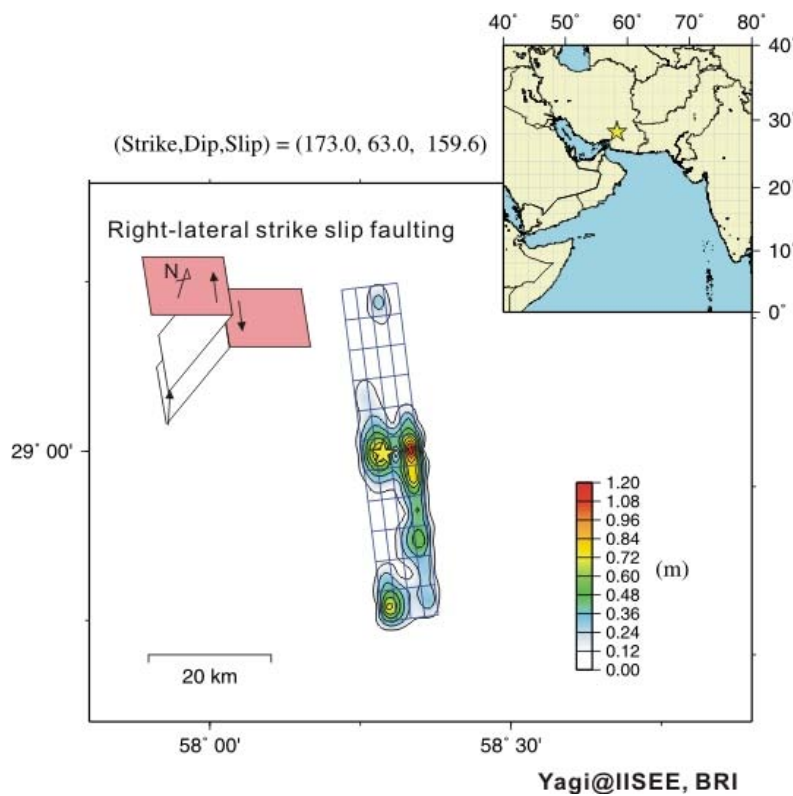 40˚ 50˚ 60˚ 70˚ 80˚
40˚
30˚
20˚
10˚
0˚
(Strike,Dip,Slip) = (173.0, 63.0, 159.6)
Right-lateral strike slip faulting
N
29˚ 00'
1.20
1.08
0.96
0.84
0.72
0.60
0.48
0.36
0.24
0.12
0.00
(m)
20 km
58˚ 00' 58˚ 30'
Yagi@IISEE, BRI